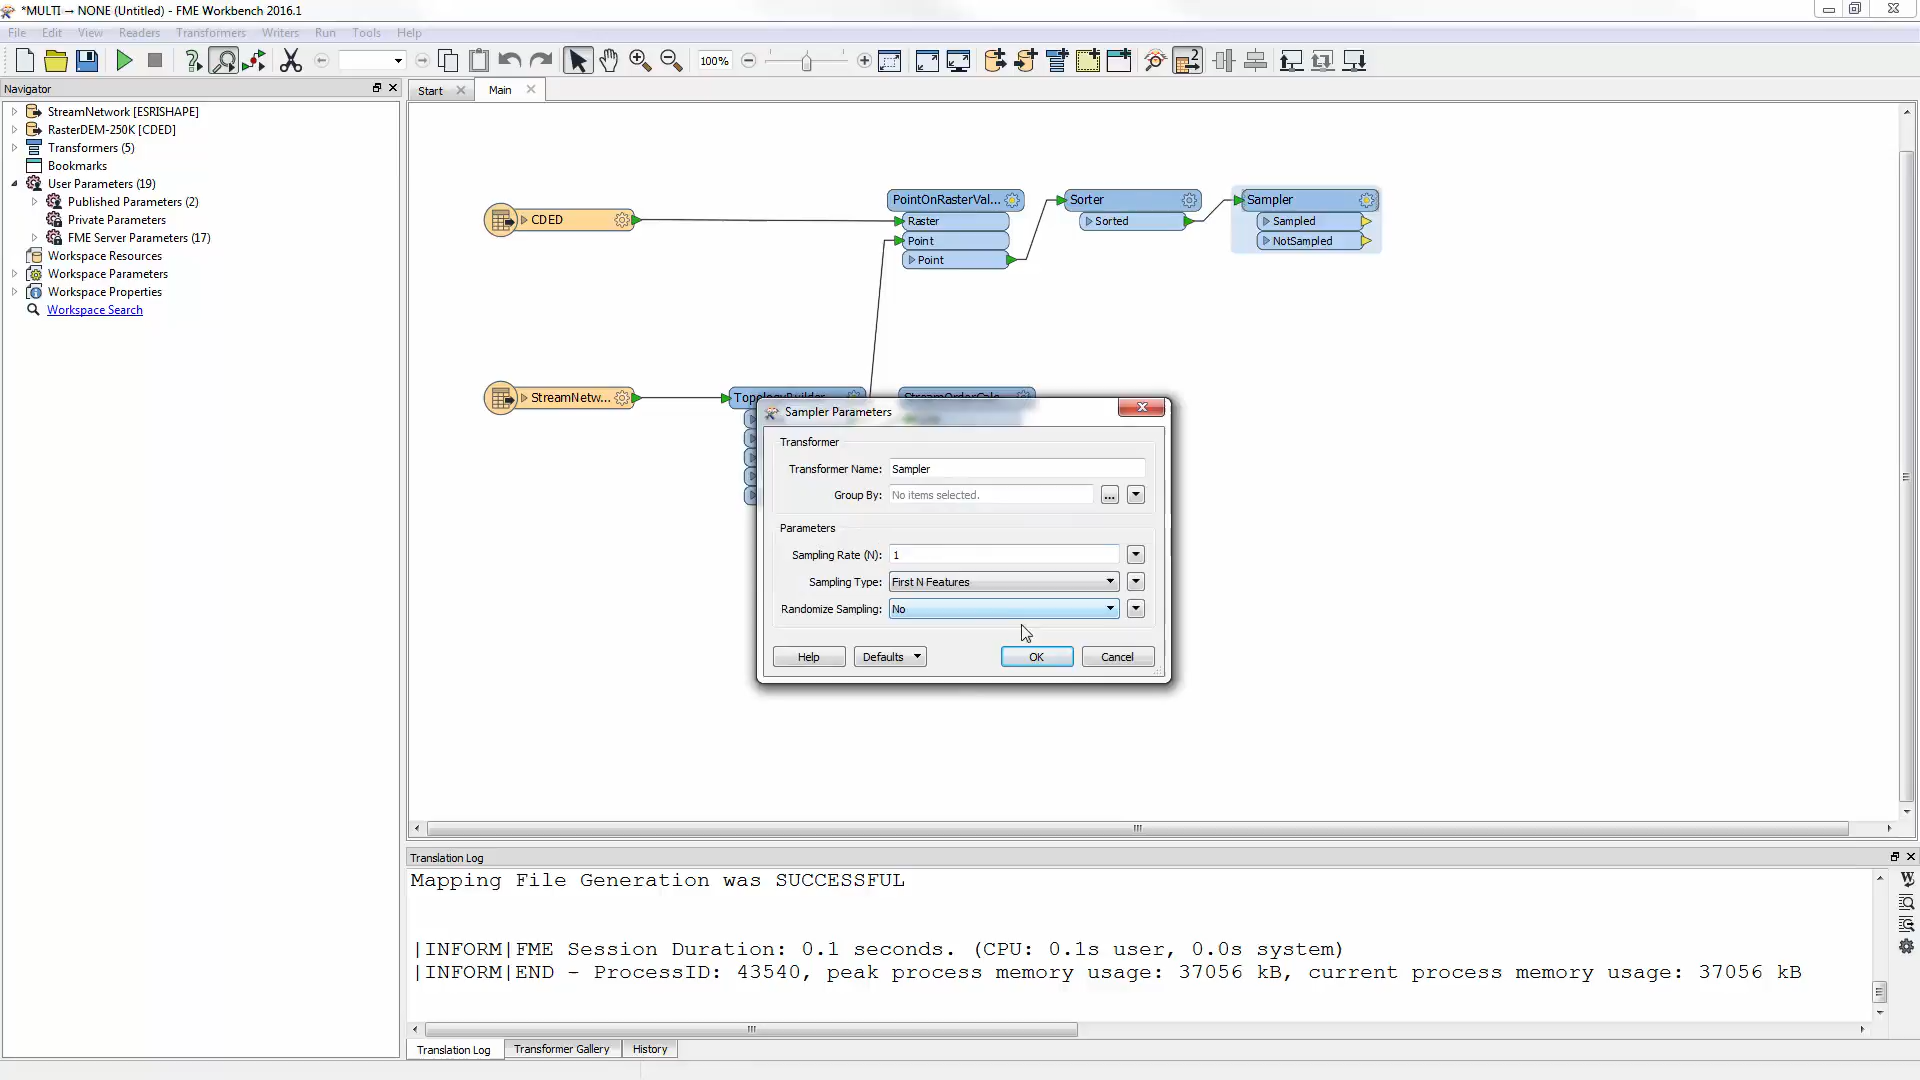 *MULTI → NONE (Untitled) - FME Workbench 2016.1
File Edit View Readers Transformers Writers Run Tools Help
100%
Navigator
StreamNetwork [ESRISHAPE]
RasterDEM-250K [CDED]
Transformers (5)
Bookmarks
User Parameters (19)
Published Parameters (2)
Private Parameters
FME Server Parameters (17)
Workspace Resources
Workspace Parameters
Workspace Properties
Workspace Search
Start Main
CDED
PointOnRasterVal...
Raster
Point
Point
Sorter
Sorted
Sampler
Sampled
NotSampled
StreamNetw...
TopologyBuilder
StreamOrderCalc...
Sampler Parameters
Transformer
Transformer Name: Sampler
Group By: No items selected. ...
Parameters
Sampling Rate (N): 1
Sampling Type: First N Features
Randomize Sampling: No
Help Defaults OK Cancel
Translation Log
Mapping File Generation was SUCCESSFUL
|INFORM|FME Session Duration: 0.1 seconds. (CPU: 0.1s user, 0.0s system)
|INFORM|END - ProcessID: 43540, peak process memory usage: 37056 kB, current process memory usage: 37056 kB
Translation Log Transformer Gallery History